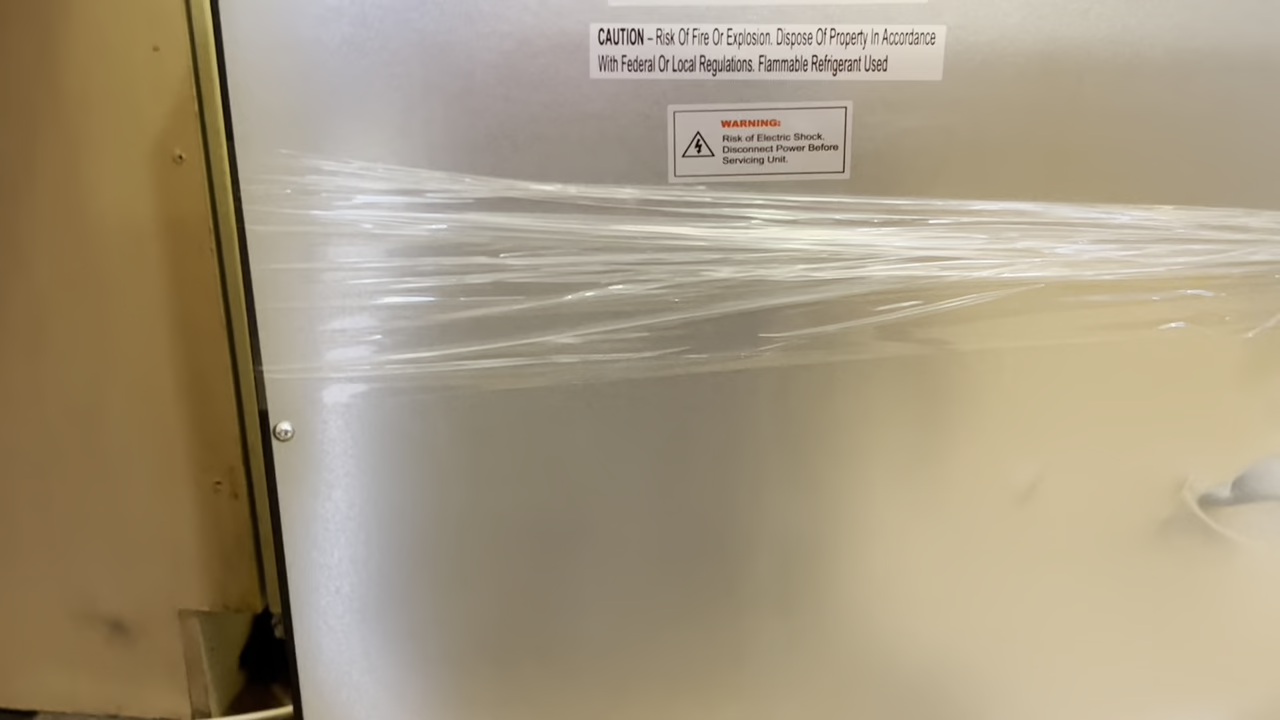 CAUTION – Risk Of Fire Or Explosion. Dispose Of Property In Accordance
With Federal Or Local Regulations. Flammable Refrigerant Used
WARNING:
Risk of Electric Shock.
Disconnect Power Before
Servicing Unit.